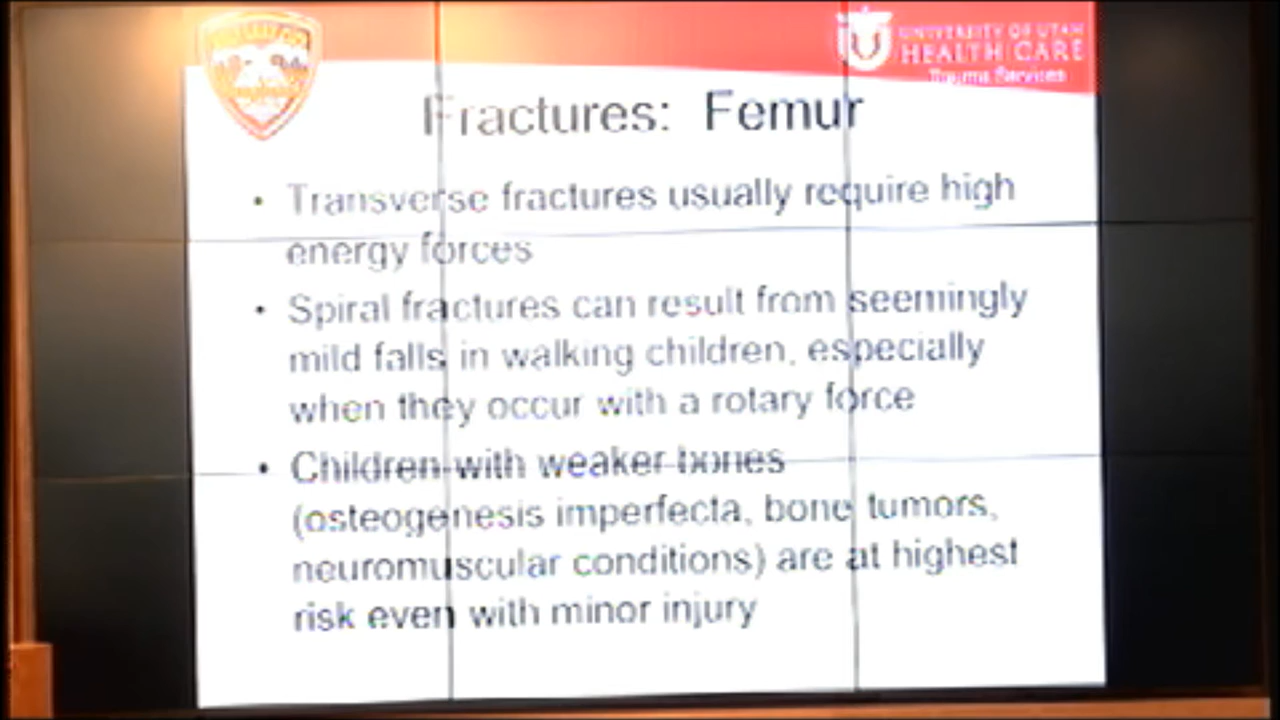 UNIVERSITY OF UTAH
HEALTH CARE
Trauma Services
Fractures: Femur
• Transverse fractures usually require high
energy forces
• Spiral fractures can result from seemingly
mild falls in walking children, especially
when they occur with a rotary force
• Children with weaker bones
(osteogenesis imperfecta, bone tumors,
neuromuscular conditions) are at highest
risk even with minor injury